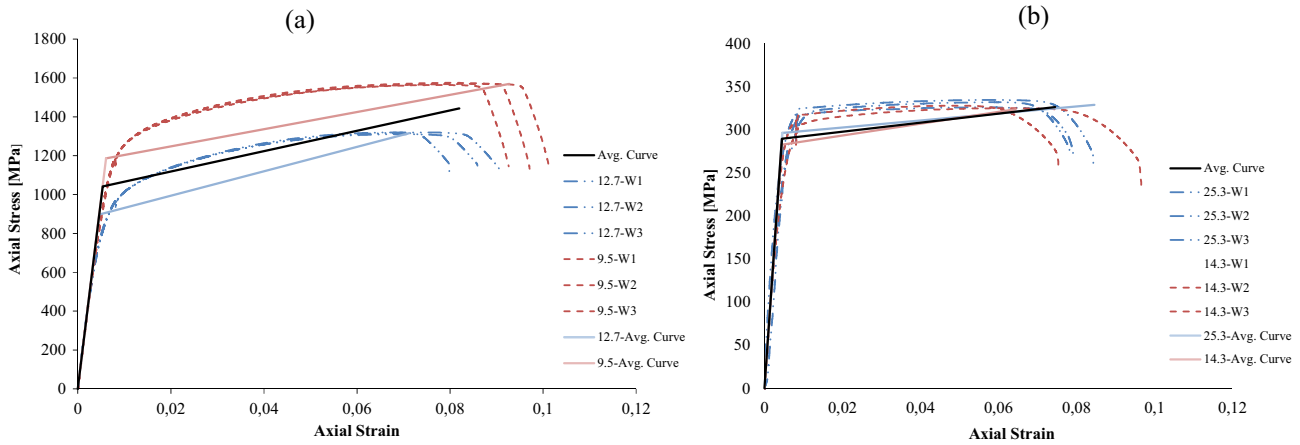 (a)
Axial Stress [MPa]
1800
1600
1400
1200
1000
800
600
400
200
0
0
0,02
0,04
0,06
0,08
0,1
0,12
Axial Strain
Avg. Curve
12.7-W1
12.7-W2
12.7-W3
9.5-W1
9.5-W2
9.5-W3
12.7-Avg. Curve
9.5-Avg. Curve
(b)
Axial Stress [MPa]
400
350
300
250
200
150
100
50
0
0
0,02
0,04
0,06
0,08
0,1
0,12
Axial Strain
Avg. Curve
25.3-W1
25.3-W2
25.3-W3
14.3-W1
14.3-W2
14.3-W3
25.3-Avg. Curve
14.3-Avg. Curve